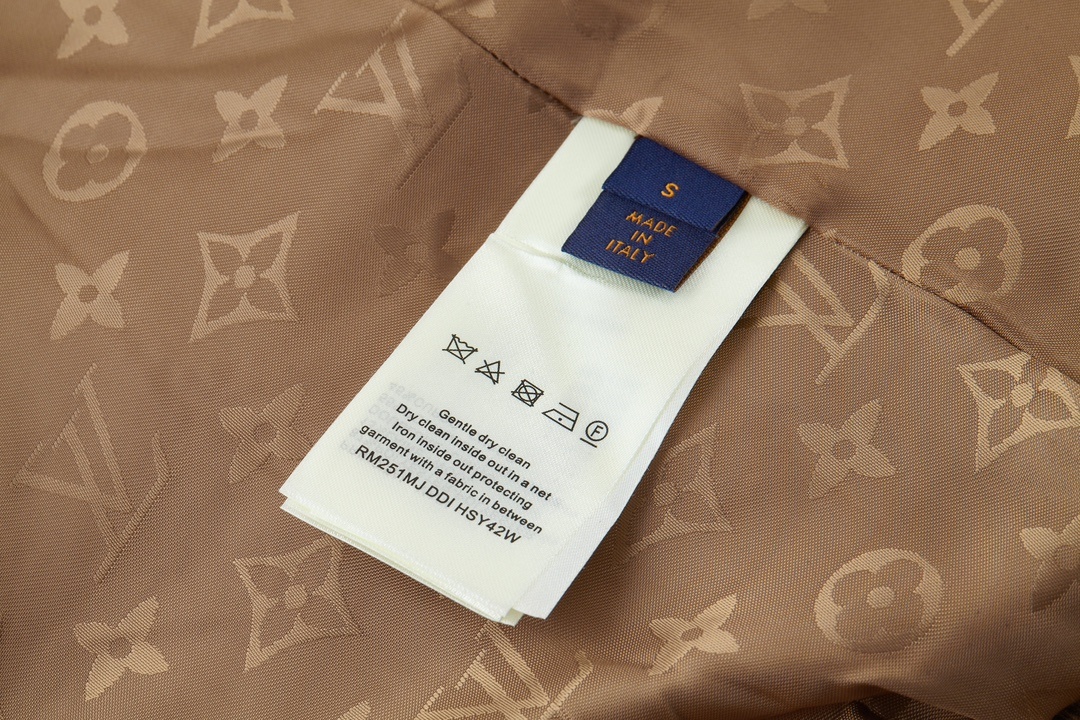 S
MADE
IN
ITALY
F
Gentle dry clean
Dry clean inside out in a net
Iron inside out protecting
garment with a fabric in between
RM251MJ DDI HSY42W